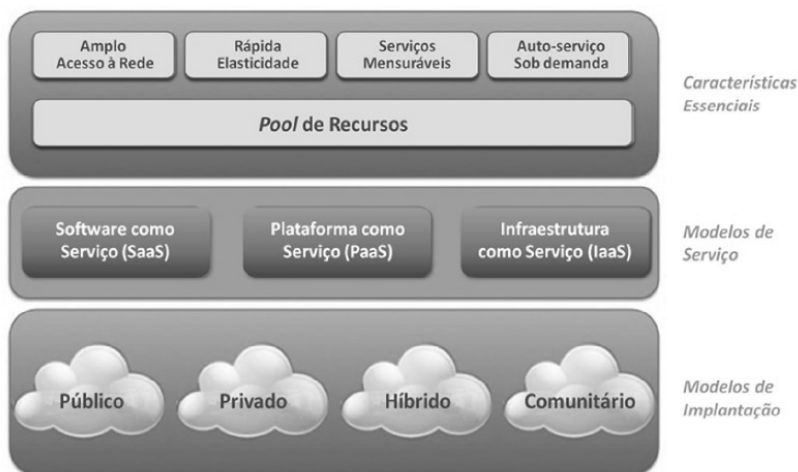 Amplo
Acesso à Rede
Rápida
Elasticidade
Serviços
Mensuráveis
Auto-serviço
Sob demanda
Pool de Recursos
Características
Essenciais
Software como
Serviço (SaaS)
Plataforma como
Serviço (PaaS)
Infraestrutura
como Serviço (IaaS)
Modelos de
Serviço
Público
Privado
Híbrido
Comunitário
Modelos de
Implantação